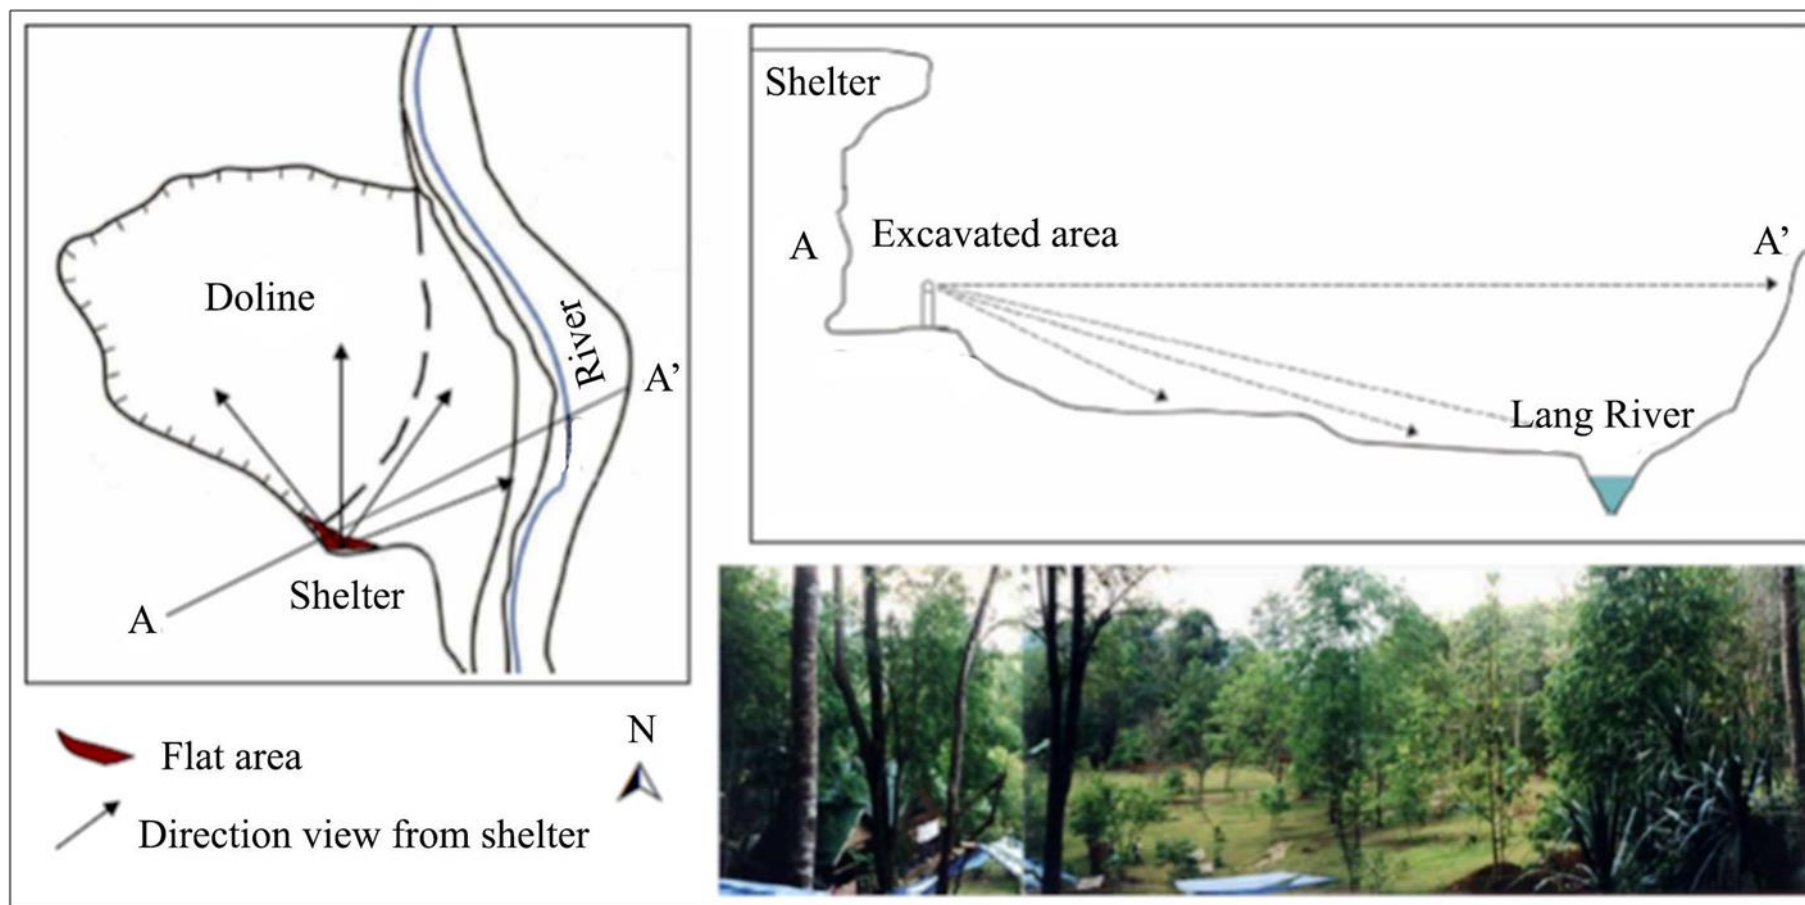 Doline
River
A'
Shelter
A
Flat area
N
Direction view from shelter
Shelter
A
Excavated area
A'
Lang River